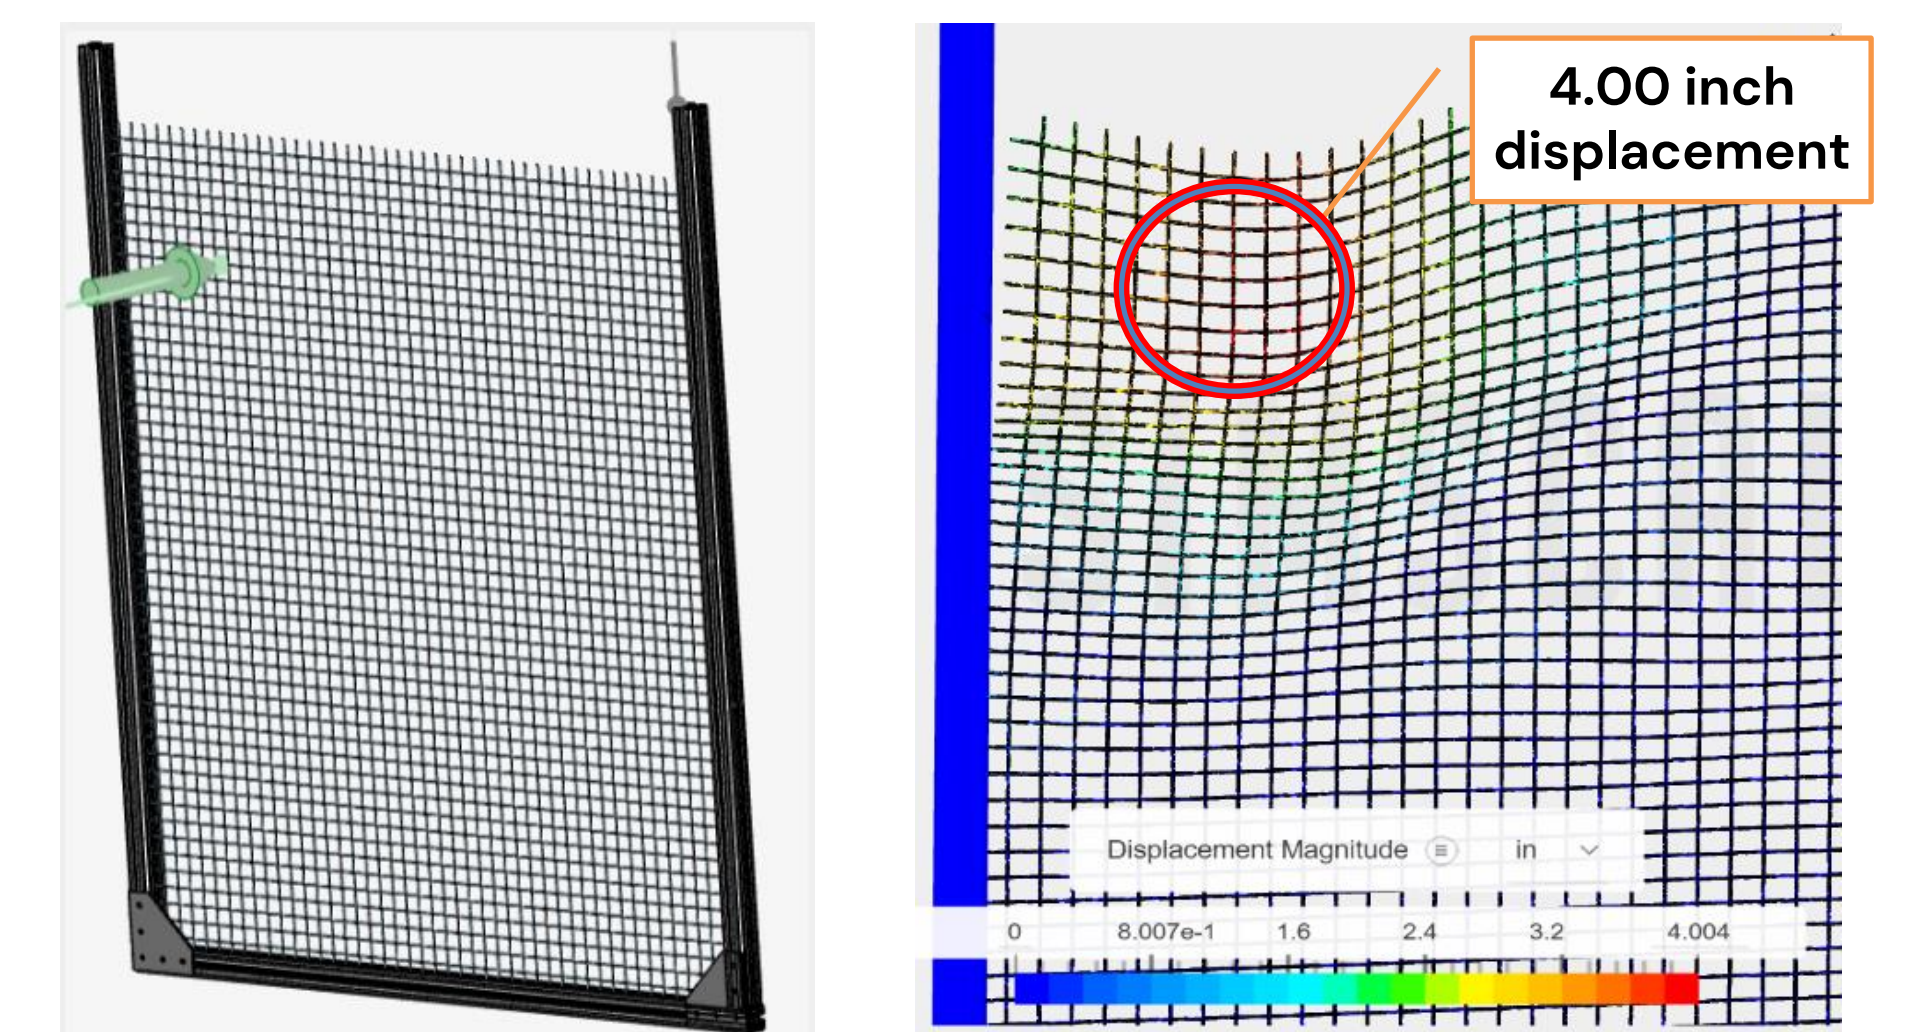 4.00 inch
displacement
Displacement Magnitude in
0 8.007e-1 1.6 2.4 3.2 4.004